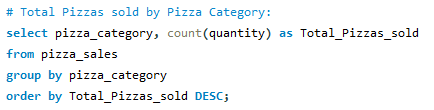 # Total Pizzas sold by Pizza Category:
select pizza_category, count(quantity) as Total_Pizzas_sold
from pizza_sales
group by pizza_category
order by Total_Pizzas_sold DESC;